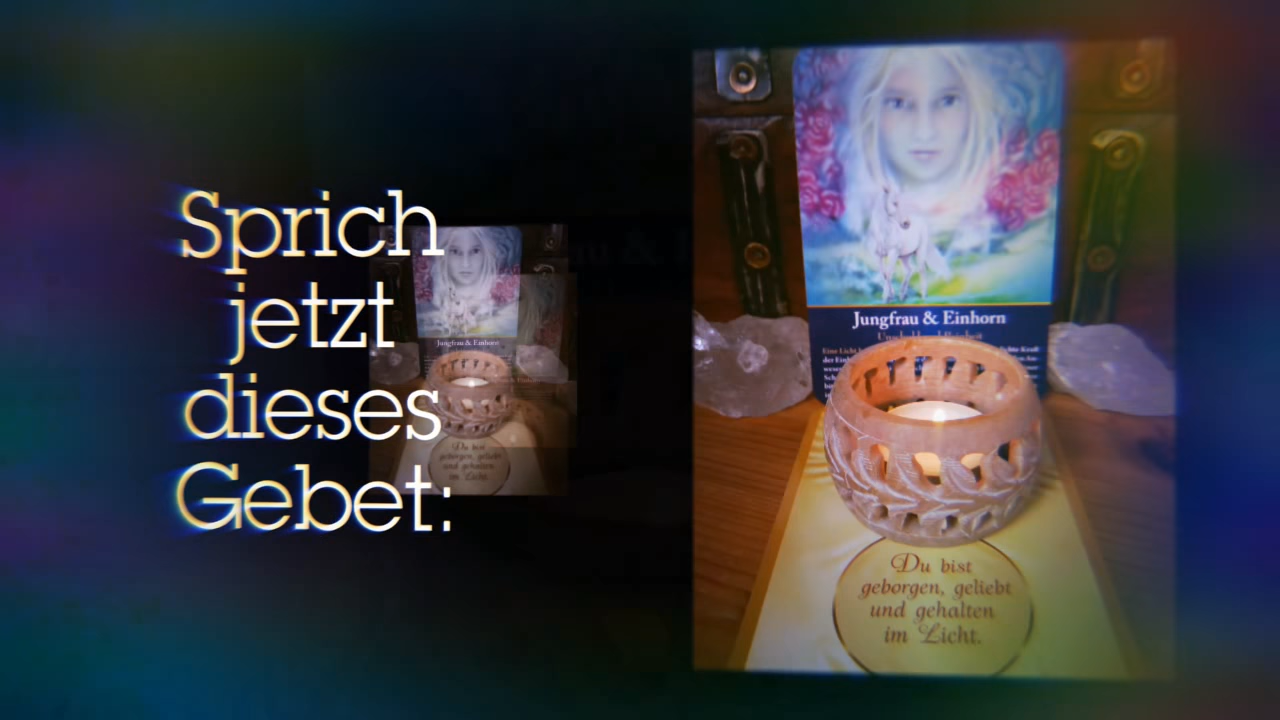 Sprich
jetzt
dieses
Gebet:
Jungfrau & Einhorn
Du bist
geborgen, geliebt
und gehalten
im Licht.